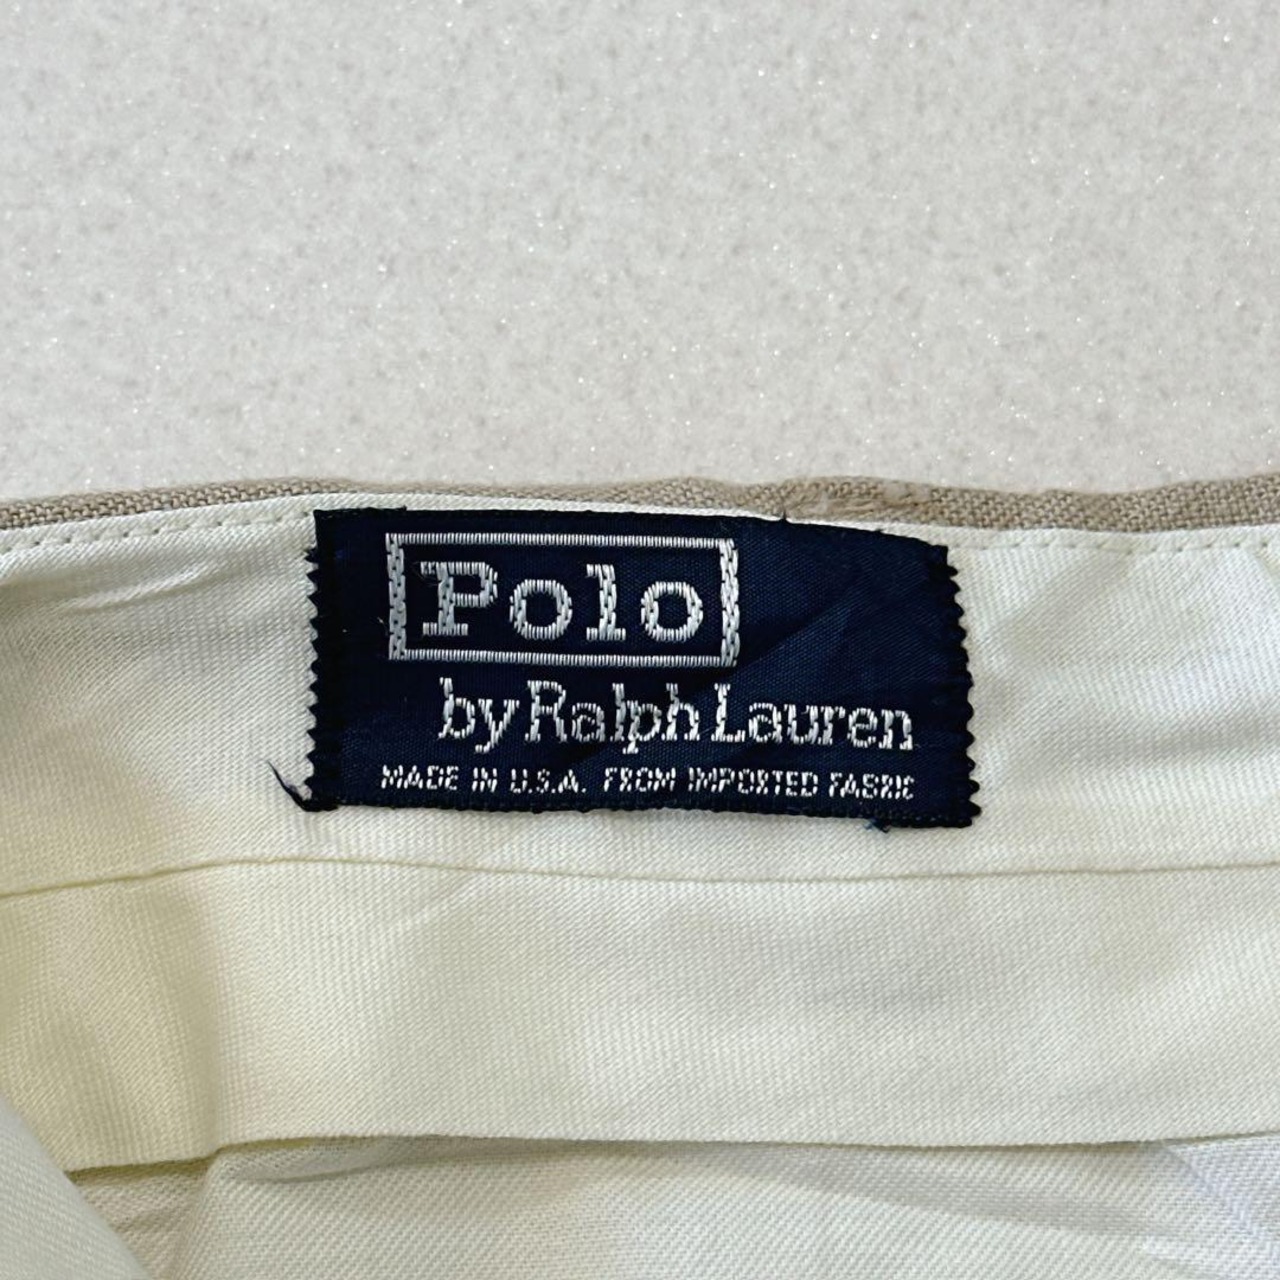 Polo
by Ralph Lauren
MADE IN U.S.A. FROM IMPORTED FABRIC